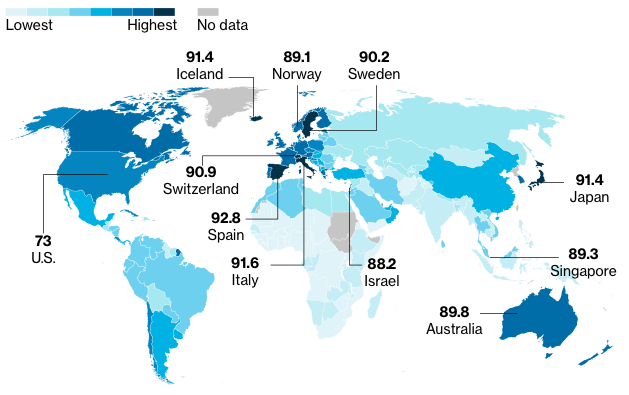 Lowest
Highest
No data
91.4
Iceland
89.1
Norway
90.2
Sweden
90.9
Switzerland
91.4
Japan
92.8
Spain
73
U.S.
91.6
Italy
88.2
Israel
89.3
Singapore
89.8
Australia